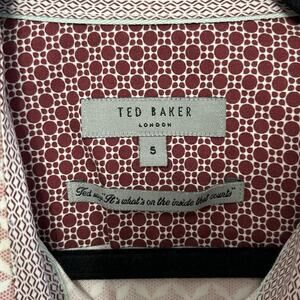 TED BAKER
LONDON
5
Ted says "It's what's on the inside that counts"